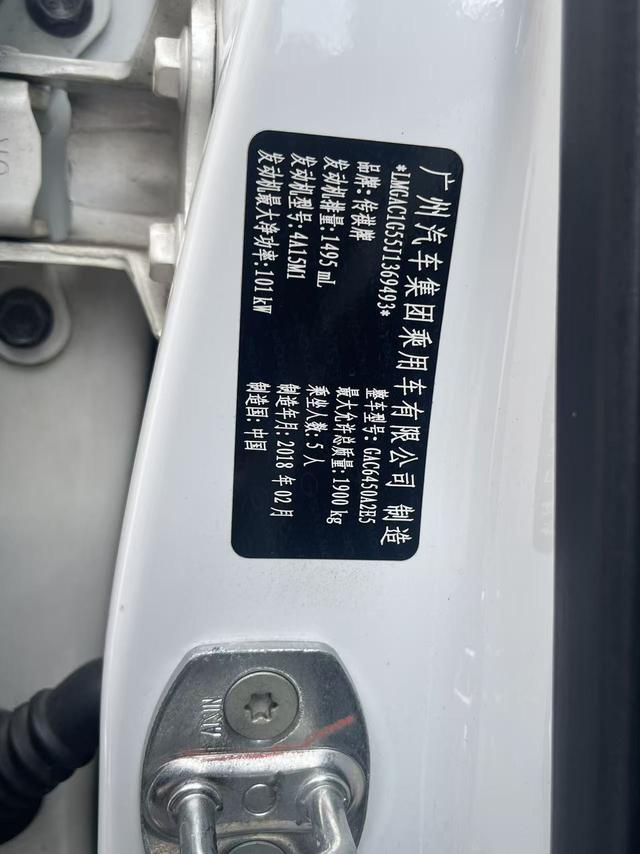 广州汽车集团乘用车有限公司 制造
*LMGAC1G55J1369493*
品牌:传祺牌 整车型号:GAC6450A2E5
发动机排量:1495 mL 最大允许总质量:1900 kg
发动机型号:4A15M1 乘坐人数:5 人
发动机最大净功率:101 kW 制造年月:2018 年 02 月
制造国:中国